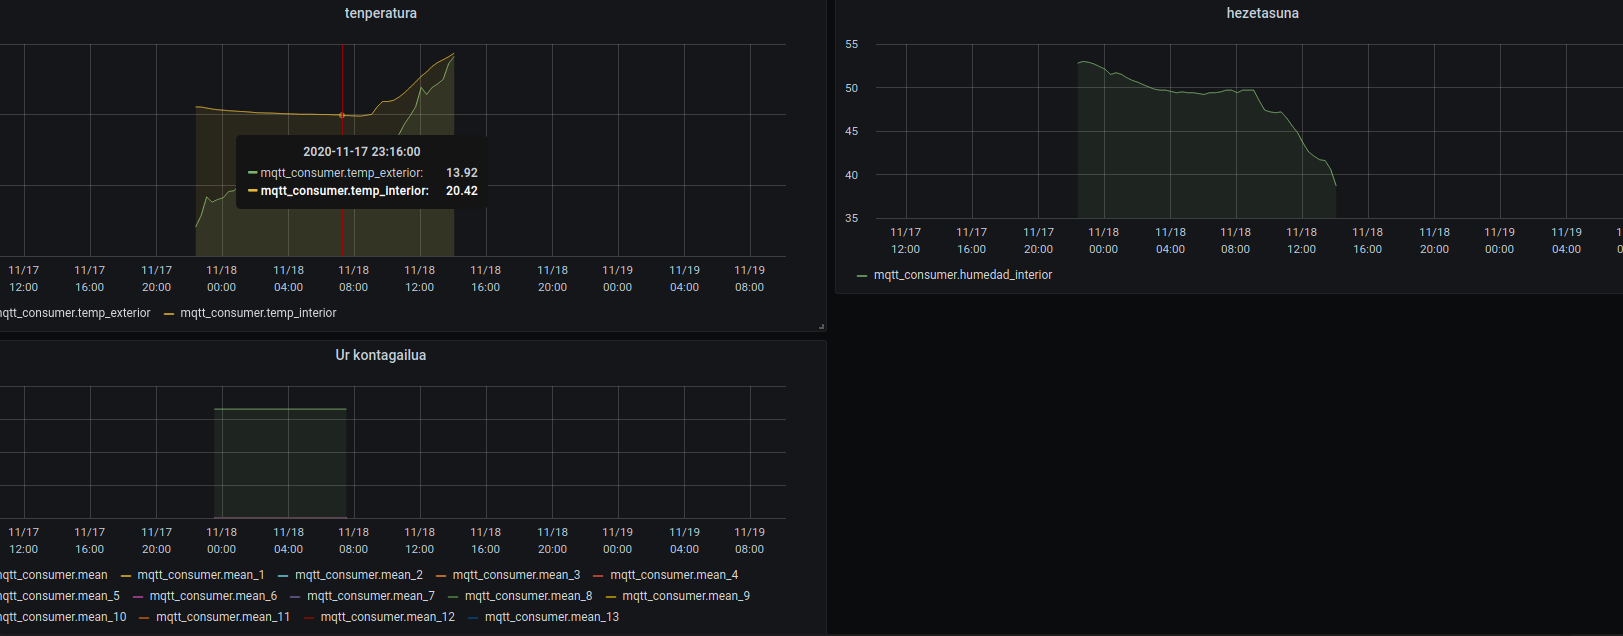 tenperatura
2020-11-17 23:16:00
mqtt_consumer.temp_exterior: 13.92
mqtt_consumer.temp_interior: 20.42
11/17 11/17 11/17 11/18 11/18 11/18 11/18 11/18 11/18 11/19 11/19 11/19
12:00 16:00 20:00 00:00 04:00 08:00 12:00 16:00 20:00 00:00 04:00 08:00
mqtt_consumer.temp_exterior mqtt_consumer.temp_interior
hezetasuna
55
50
45
40
35
11/17 11/17 11/17 11/18 11/18 11/18 11/18 11/18 11/18 11/19 11/19 1
12:00 16:00 20:00 00:00 04:00 08:00 12:00 16:00 20:00 00:00 04:00 0
mqtt_consumer.humedad_interior
Ur kontagailua
11/17 11/17 11/17 11/18 11/18 11/18 11/18 11/18 11/18 11/19 11/19 11/19
12:00 16:00 20:00 00:00 04:00 08:00 12:00 16:00 20:00 00:00 04:00 08:00
mqtt_consumer.mean mqtt_consumer.mean_1 mqtt_consumer.mean_2 mqtt_consumer.mean_3 mqtt_consumer.mean_4
mqtt_consumer.mean_5 mqtt_consumer.mean_6 mqtt_consumer.mean_7 mqtt_consumer.mean_8 mqtt_consumer.mean_9
mqtt_consumer.mean_10 mqtt_consumer.mean_11 mqtt_consumer.mean_12 mqtt_consumer.mean_13